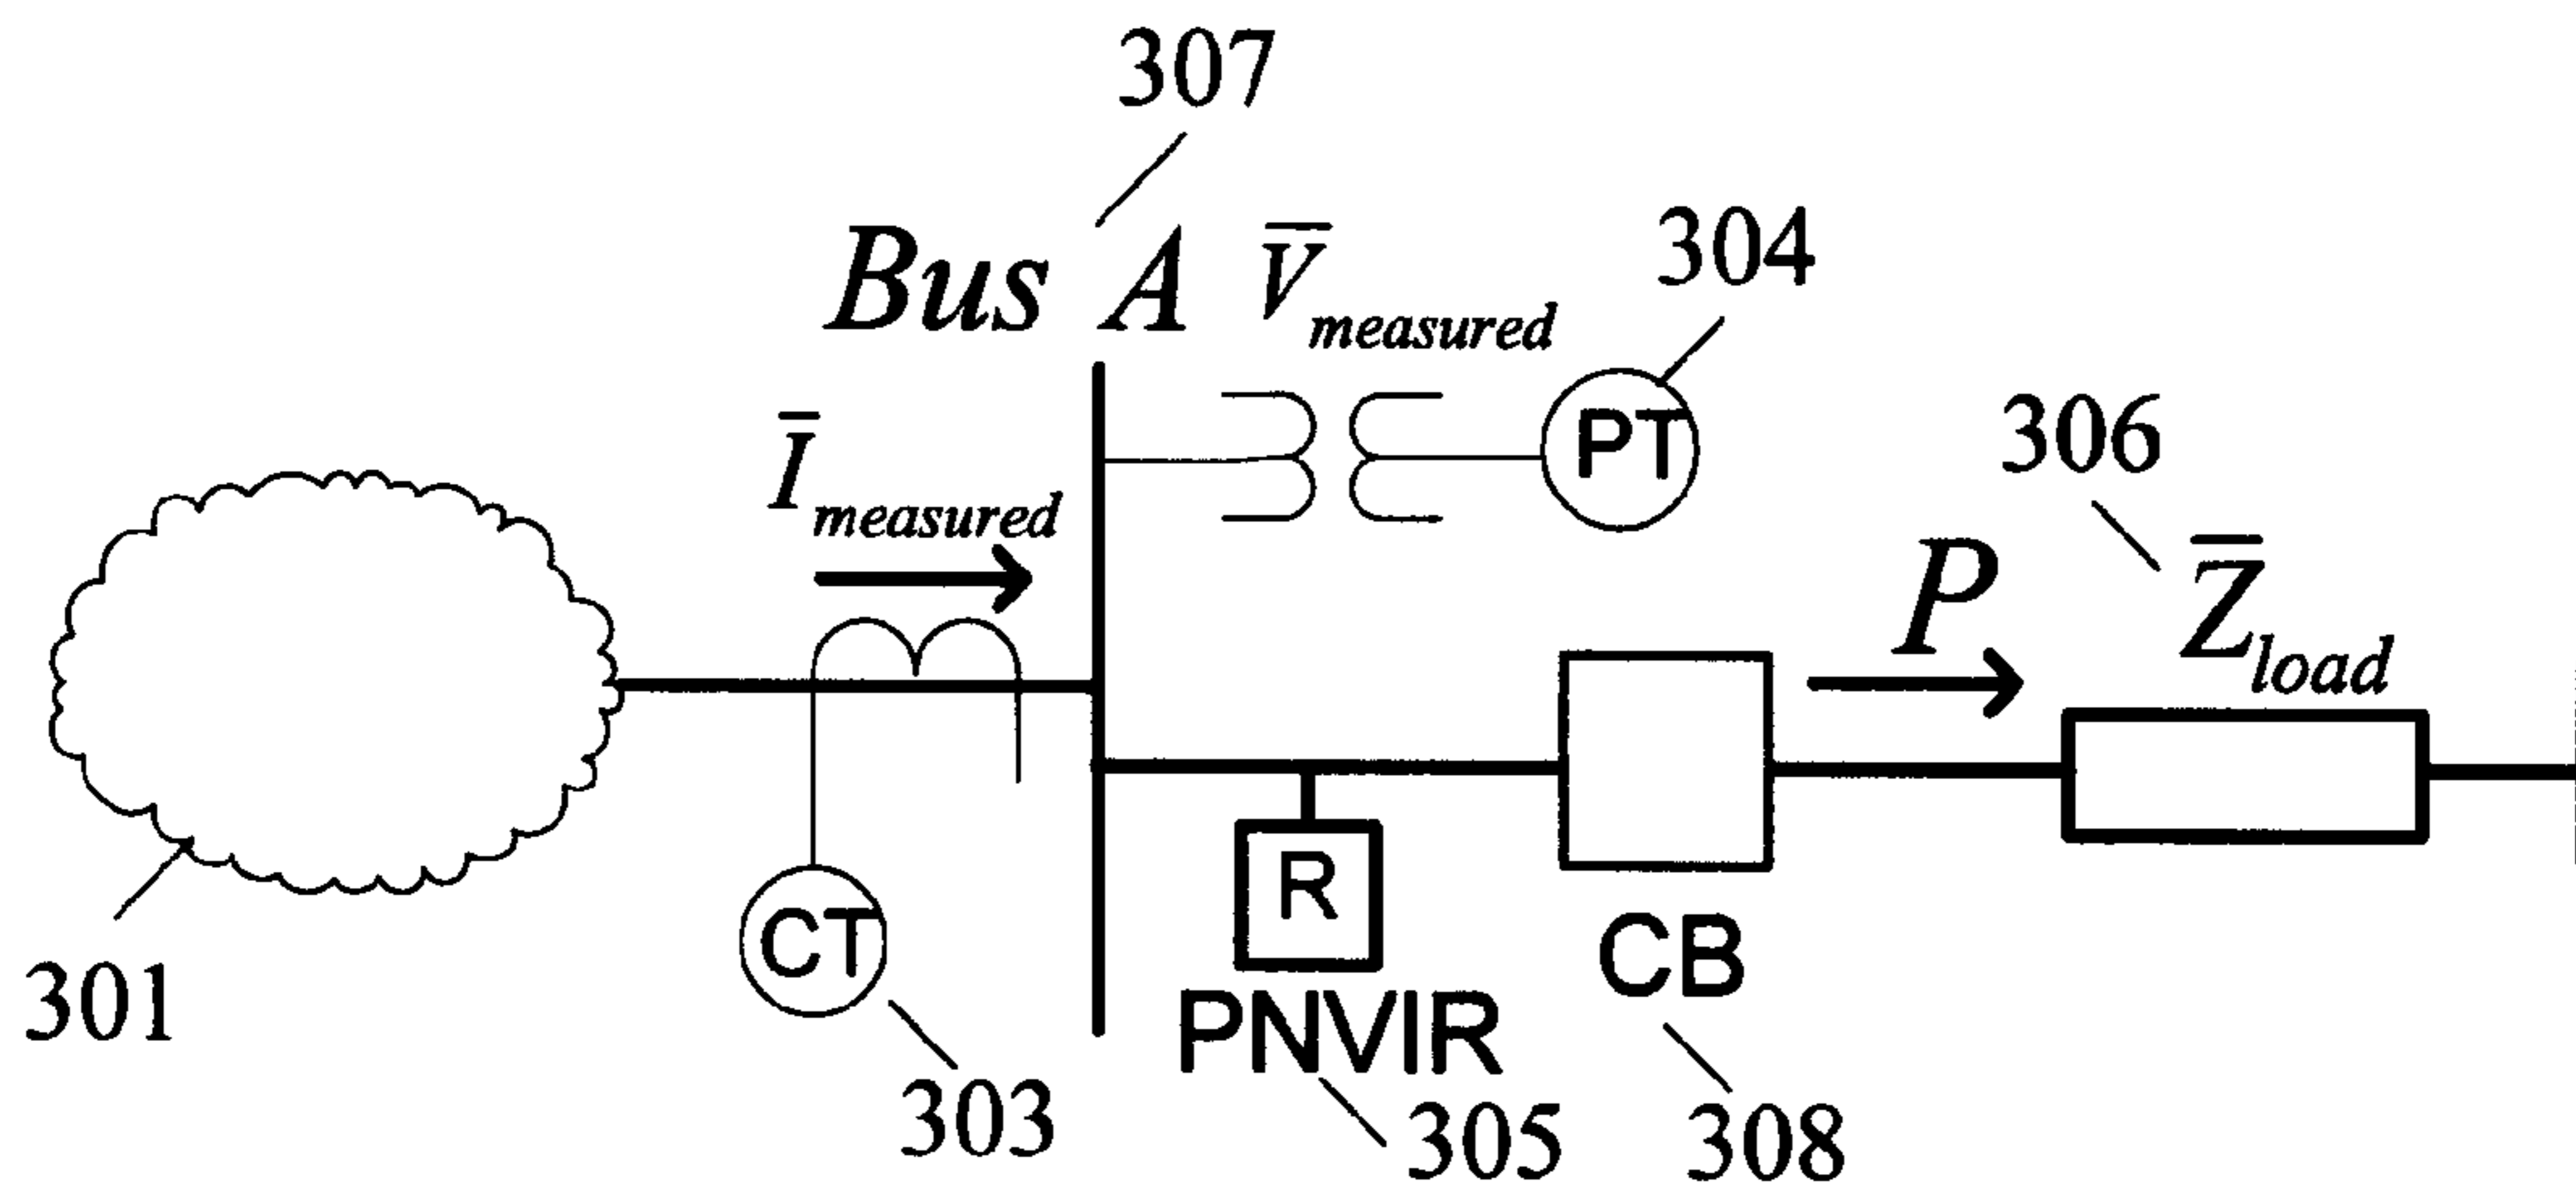 307
Bus A V̄measured
304
Īmeasured
PT
306
P
Z̄load
R
CT
CB
PNVIR
301
303
305
308